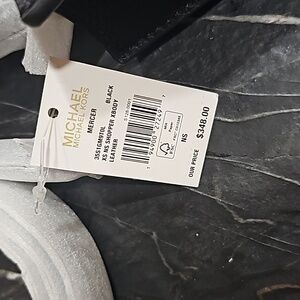 MICHAEL
MICHAEL KORS
MERCER
BLACK
35S1GM9T0L
XS NS SHOPPER XBODY
LEATHER
NS
OUR PRICE
$348.00